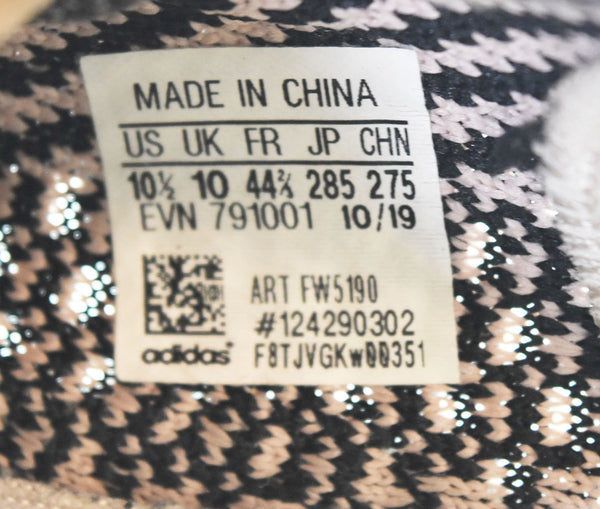 MADE IN CHINA
US UK FR JP CHN
10½ 10 44⅔ 285 275
EVN 791001 10/19
ART FW5190
#124290302
adidas F8TJVGKw00351